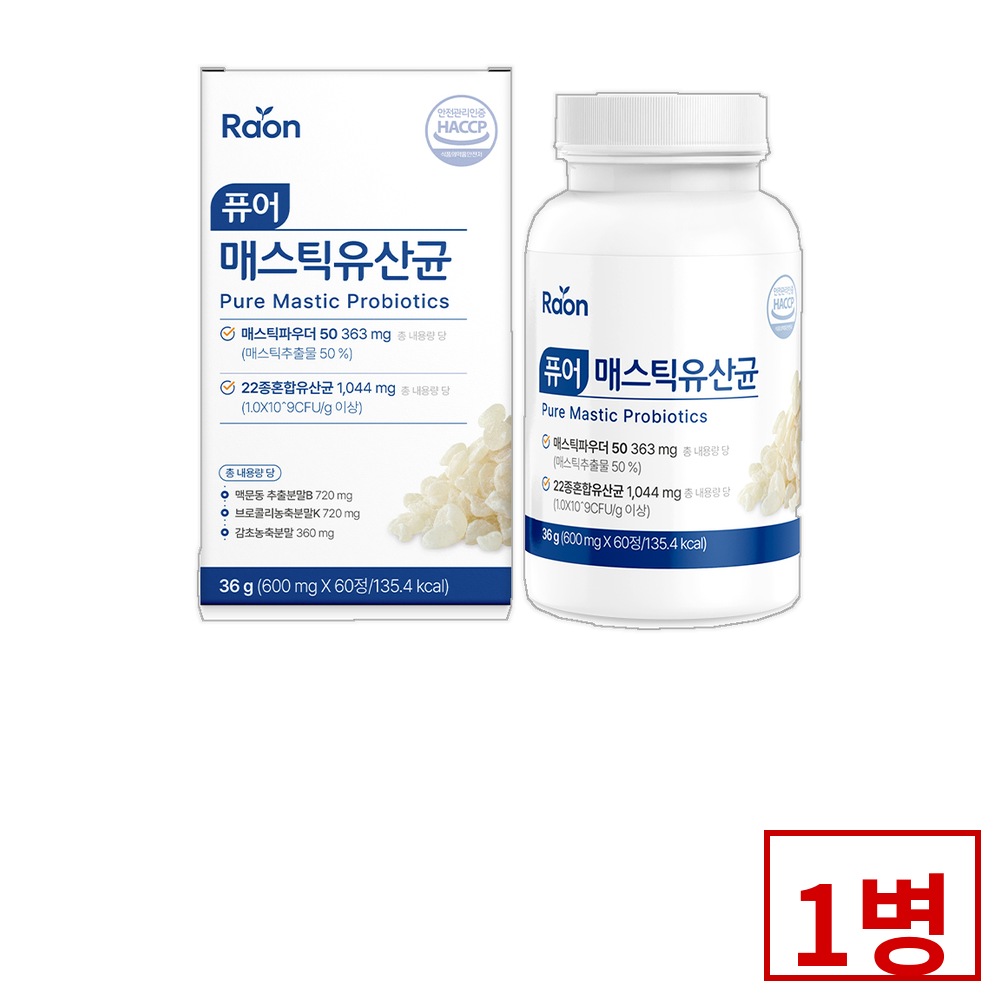 Raon
안전관리인증
HACCP
식품의약품안전처
퓨어
매스틱유산균
Pure Mastic Probiotics
매스틱파우더 50 363 mg 총 내용량 당
(매스틱추출물 50 %)
22종혼합유산균 1,044 mg 총 내용량 당
(1.0X10^9CFU/g 이상)
총 내용량 당
맥문동 추출분말B 720 mg
브로콜리농축분말K 720 mg
감초농축분말 360 mg
36 g (600 mg X 60정/135.4 kcal)
Raon
안전관리인증
HACCP
퓨어 매스틱유산균
Pure Mastic Probiotics
매스틱파우더 50 363 mg 총 내용량 당
(매스틱추출물 50 %)
22종혼합유산균 1,044 mg 총 내용량 당
(1.0X10^9CFU/g 이상)
36 g (600 mg X 60정/135.4 kcal)
1병